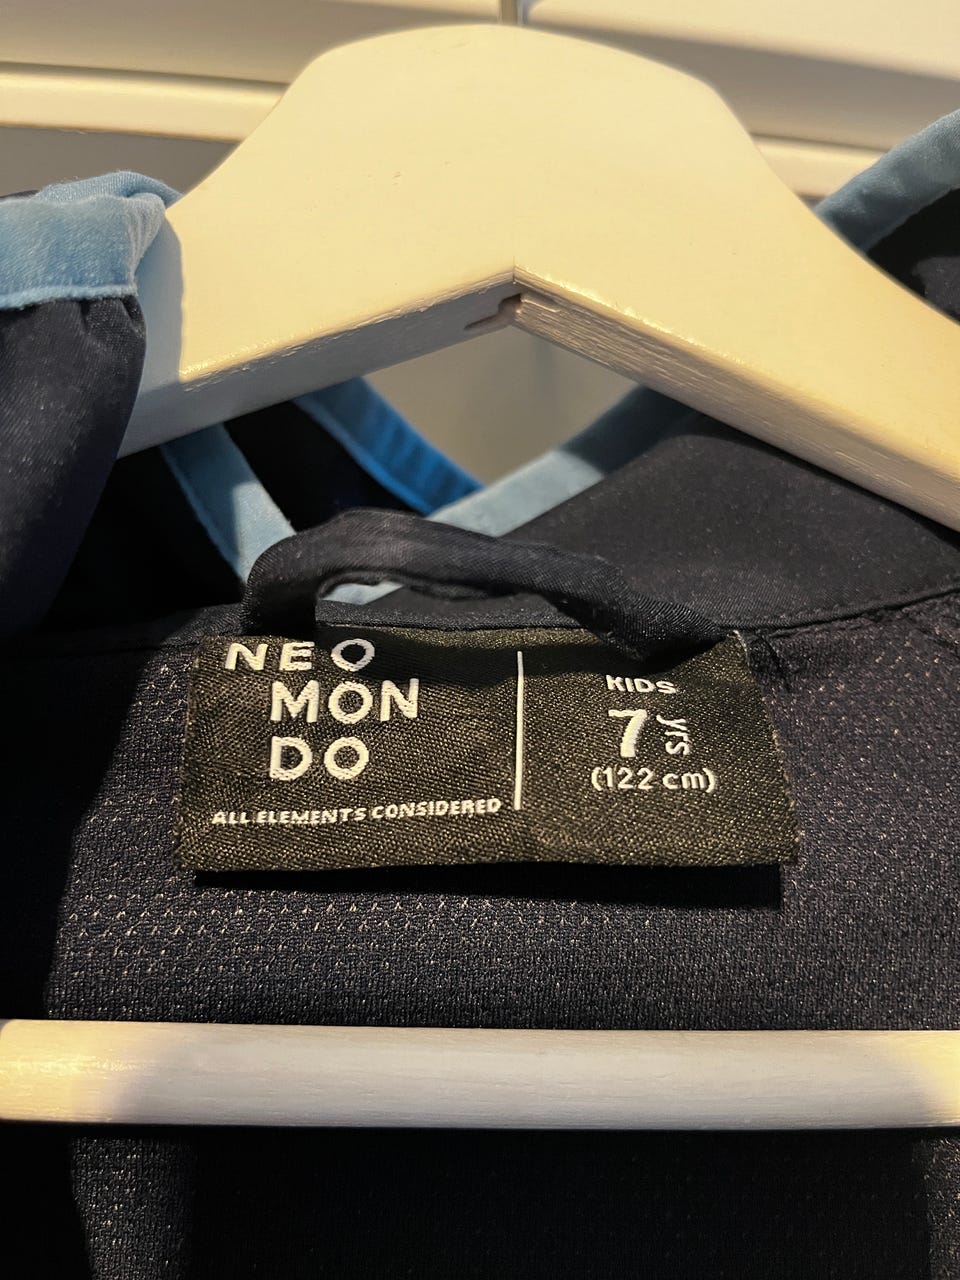 NEO
MON
DO
ALL ELEMENTS CONSIDERED
KIDS
7 yrs
(122 cm)